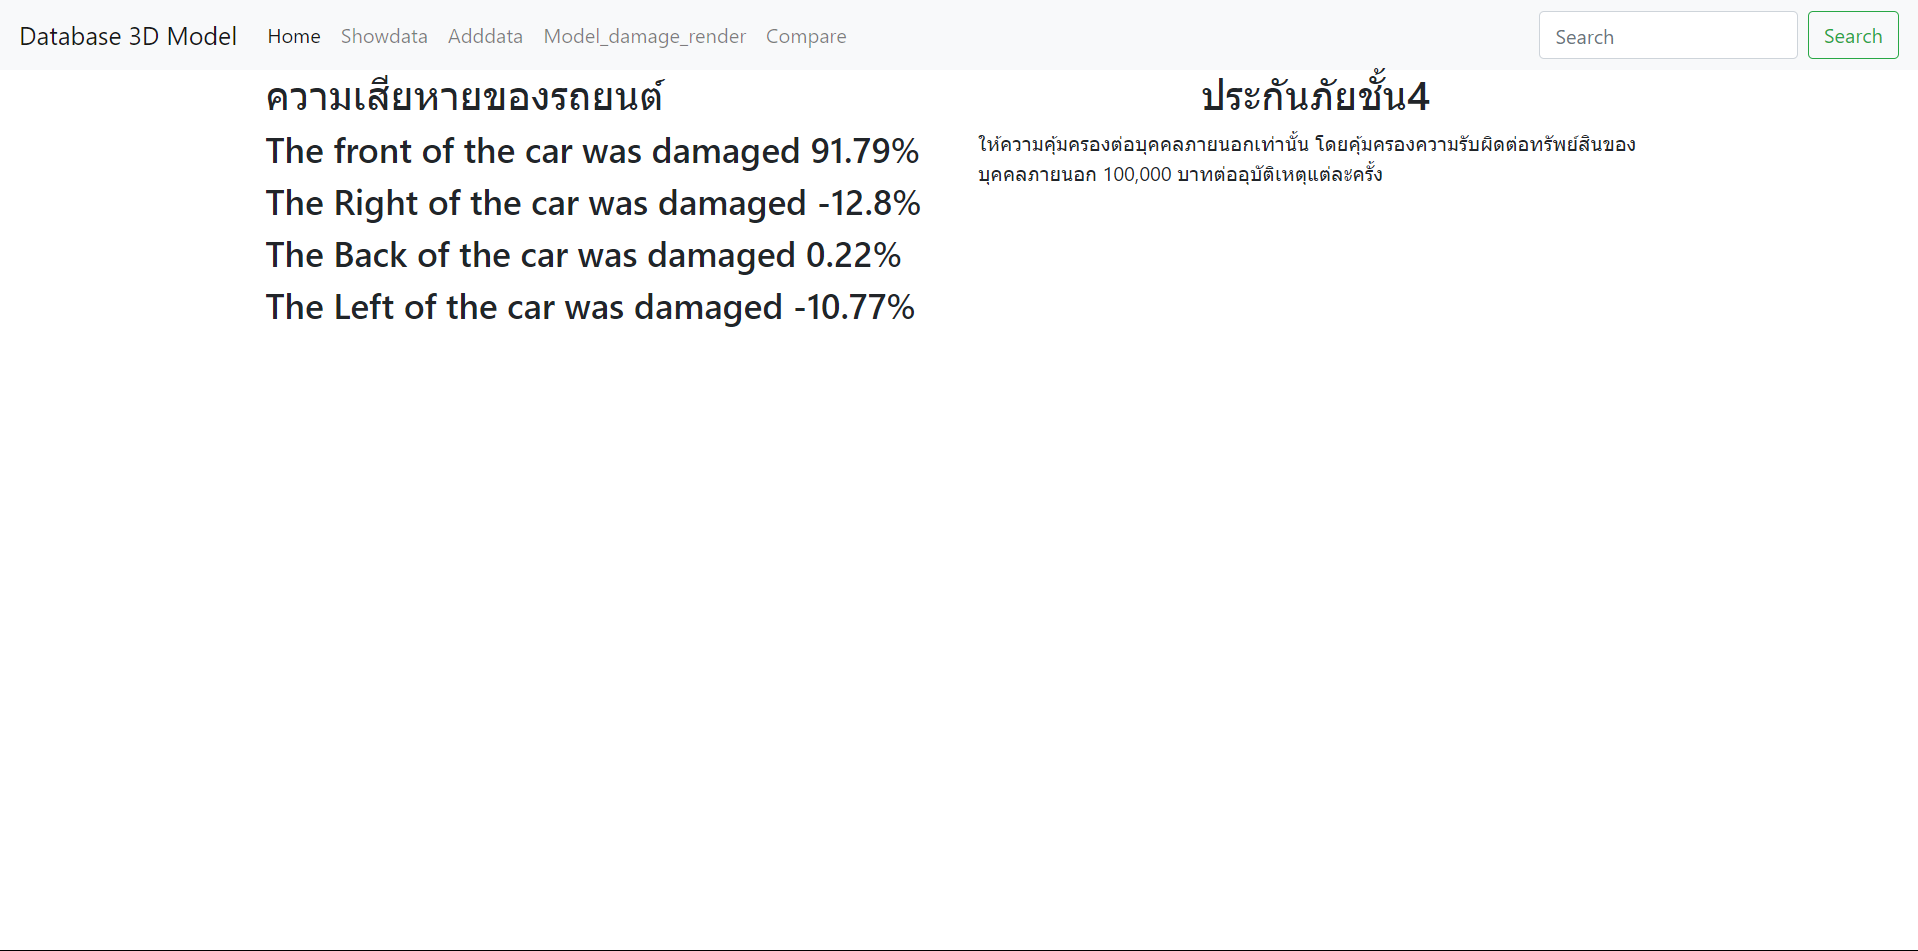 Database 3D Model Home Showdata Adddata Model_damage_render Compare Search Search
ความเสียหายของรถยนต์
The front of the car was damaged 91.79%
The Right of the car was damaged -12.8%
The Back of the car was damaged 0.22%
The Left of the car was damaged -10.77%
ประกันภัยชั้น4
ให้ความคุ้มครองต่อบุคคลภายนอกเท่านั้น โดยคุ้มครองความรับผิดต่อทรัพย์สินของ
บุคคลภายนอก 100,000 บาทต่ออุบัติเหตุแต่ละครั้ง